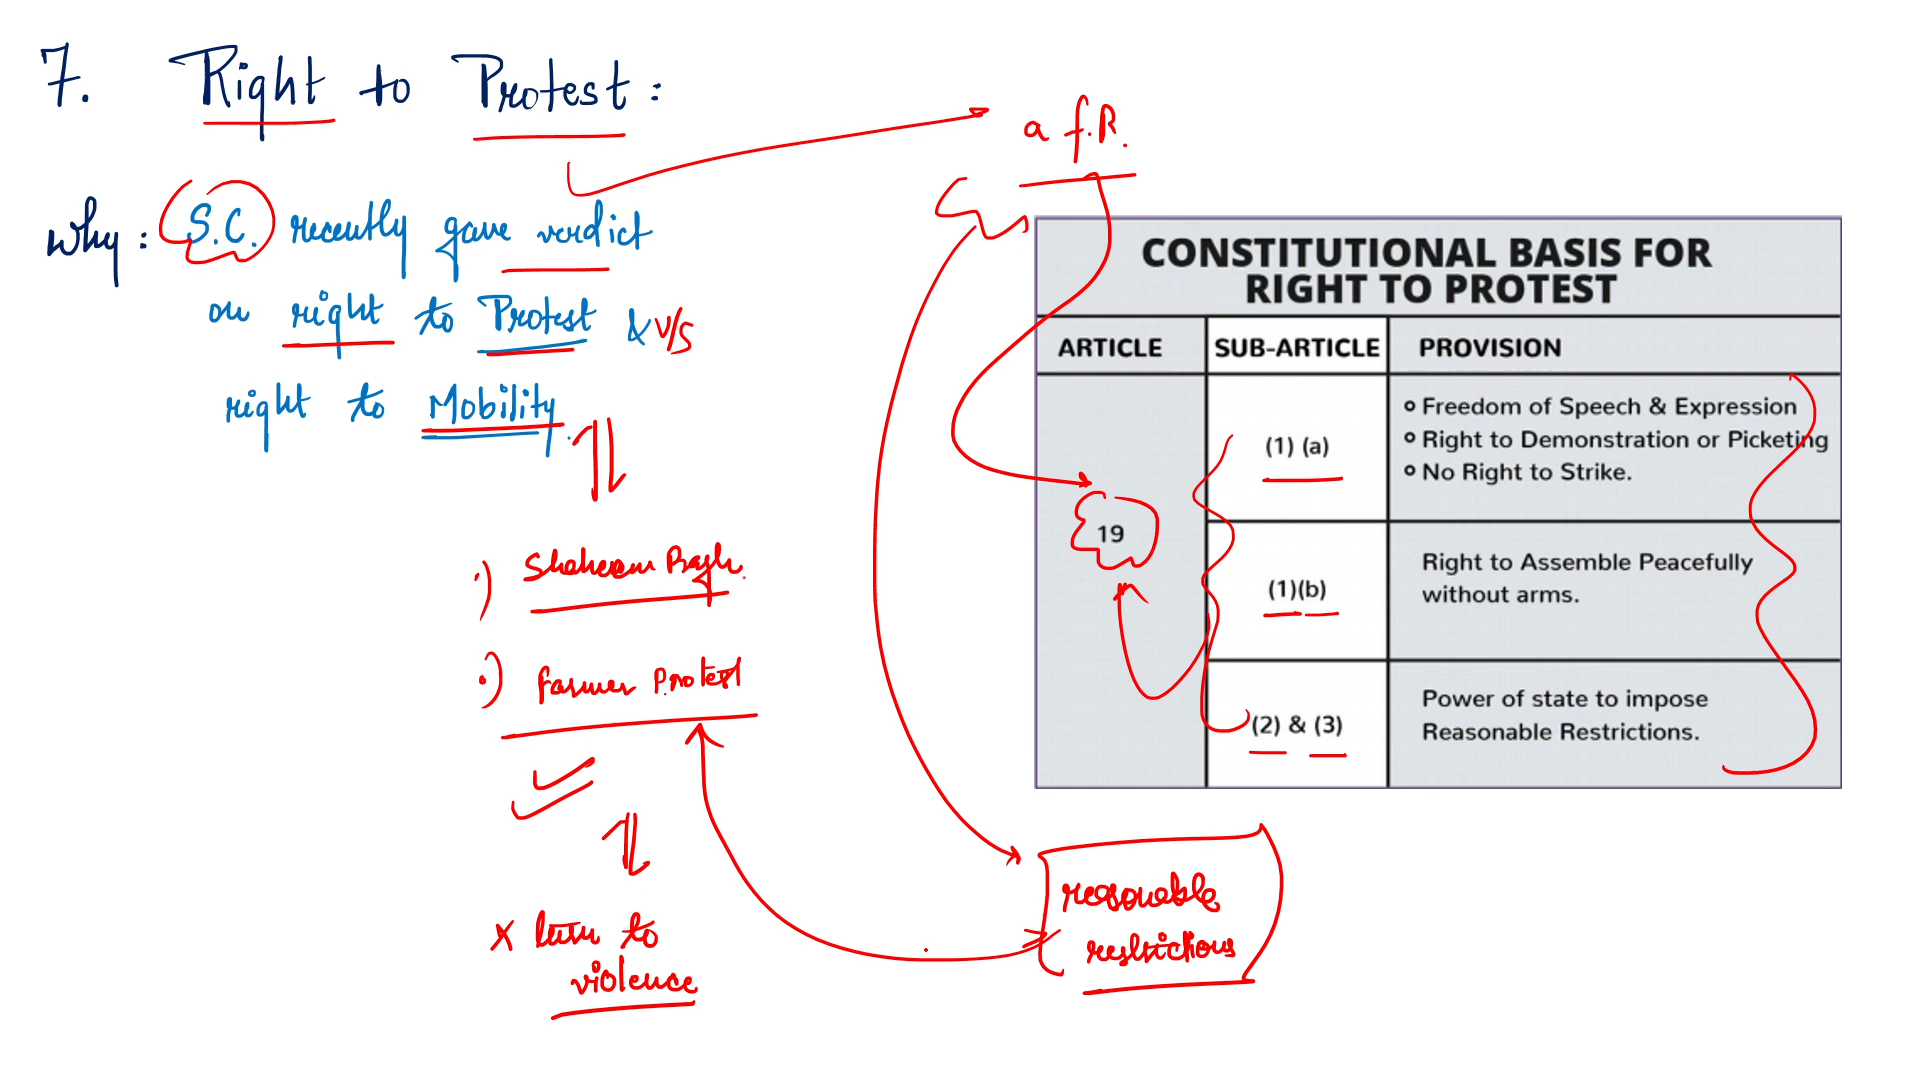 7. Right to Protest :
a f.R.
Why : S.C. recently gave verdict
on right to Protest & v/s
right to Mobility.
·) Shaheen Bagh.
·) Farmer Protest
x turn to
violence
CONSTITUTIONAL BASIS FOR
RIGHT TO PROTEST
ARTICLE SUB-ARTICLE PROVISION
19
(1) (a)
Freedom of Speech & Expression
Right to Demonstration or Picketing
No Right to Strike.
(1)(b)
Right to Assemble Peacefully
without arms.
(2) & (3)
Power of state to impose
Reasonable Restrictions.
reasonable
restrictions